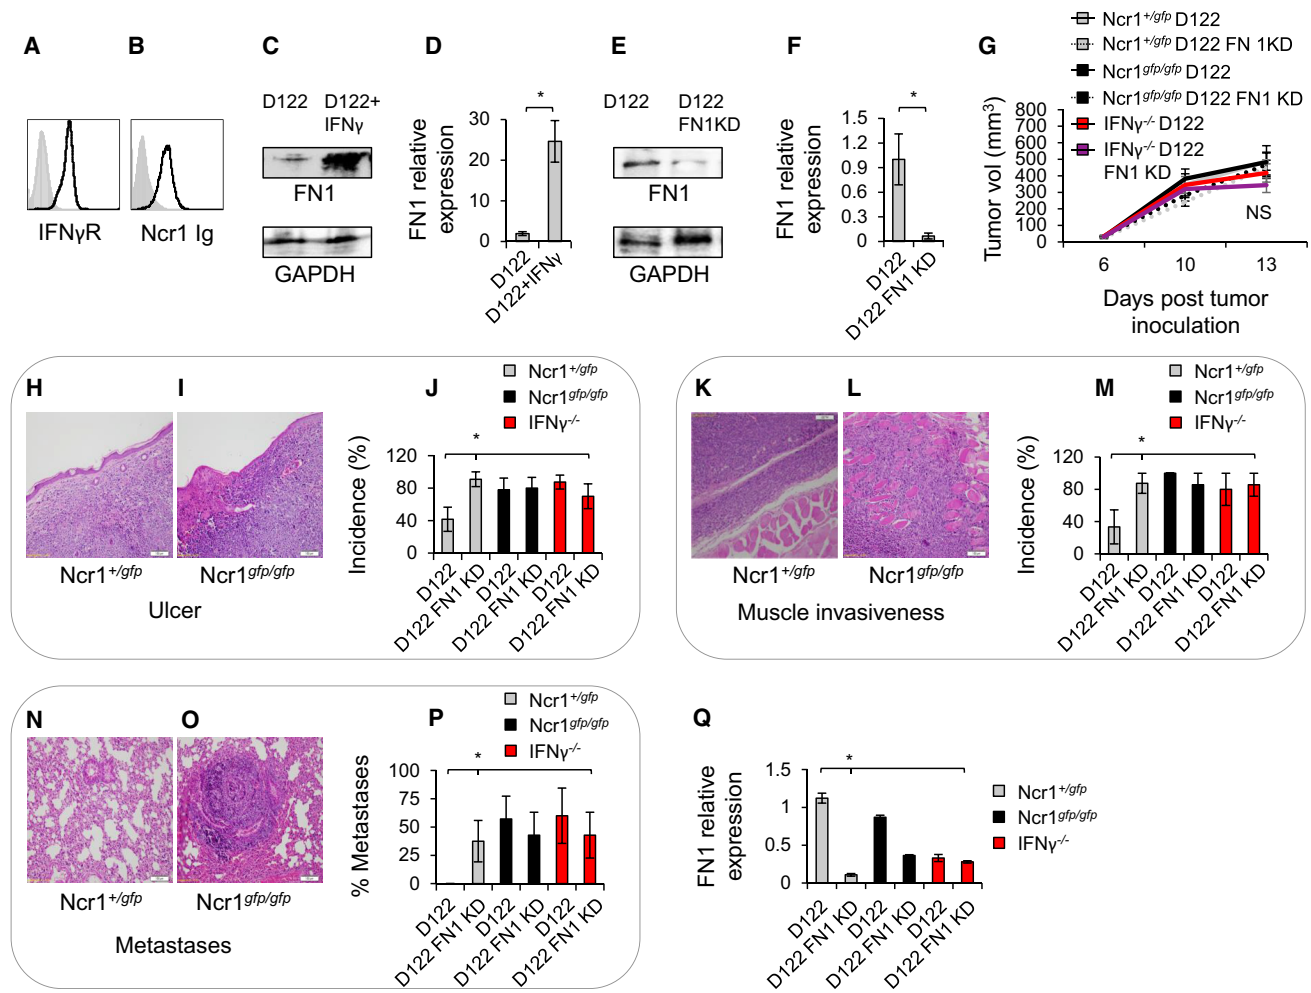 A
B
C
D
E
F
G
IFNγR
Ncr1 Ig
D122
D122+
IFNγ
FN1
GAPDH
FN1 relative
expression
30
20
10
0
*
D122
D122+IFNγ
D122
D122
FN1KD
FN1
GAPDH
FN1 relative
expression
1.5
1.2
0.9
0.6
0.3
0
*
D122
D122 FN1 KD
Ncr1+/gfp D122
Ncr1+/gfp D122 FN 1KD
Ncr1gfp/gfp D122
Ncr1gfp/gfp D122 FN1 KD
IFNγ-/- D122
IFNγ-/- D122
FN1 KD
Tumor vol (mm3)
800
700
600
500
400
300
200
100
0
NS
6
10
13
Days post tumor
inoculation
H
I
J
Ncr1+/gfp
Ncr1gfp/gfp
IFNγ-/-
Ncr1+/gfp
Ncr1gfp/gfp
Ulcer
Incidence (%)
120
80
40
0
*
D122
D122 FN1 KD
D122
D122 FN1 KD
D122
D122 FN1 KD
K
L
M
Ncr1+/gfp
Ncr1gfp/gfp
IFNγ-/-
Ncr1+/gfp
Ncr1gfp/gfp
Muscle invasiveness
Incidence (%)
120
80
40
0
*
D122
D122 FN1 KD
D122
D122 FN1 KD
D122
D122 FN1 KD
N
O
P
Ncr1+/gfp
Ncr1gfp/gfp
IFNγ-/-
Ncr1+/gfp
Ncr1gfp/gfp
Metastases
% Metastases
100
75
50
25
0
*
D122
D122 FN1 KD
D122
D122 FN1 KD
D122
D122 FN1 KD
Q
FN1 relative
expression
1.5
1
0.5
0
*
D122
D122 FN1 KD
D122
D122 FN1 KD
D122
D122 FN1 KD
Ncr1+/gfp
Ncr1gfp/gfp
IFNγ-/-